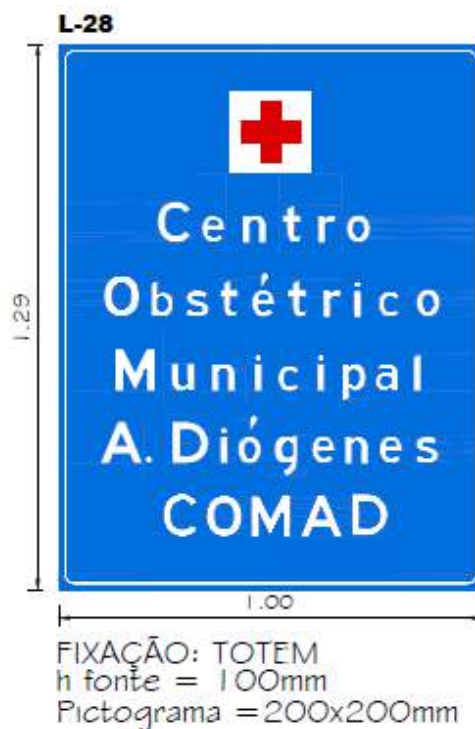 L-28
Centro
Obstétrico
Municipal
A. Diógenes
COMAD
1.29
1.00
FIXAÇÃO: TOTEM
h fonte = 100mm
Pictograma =200x200mm